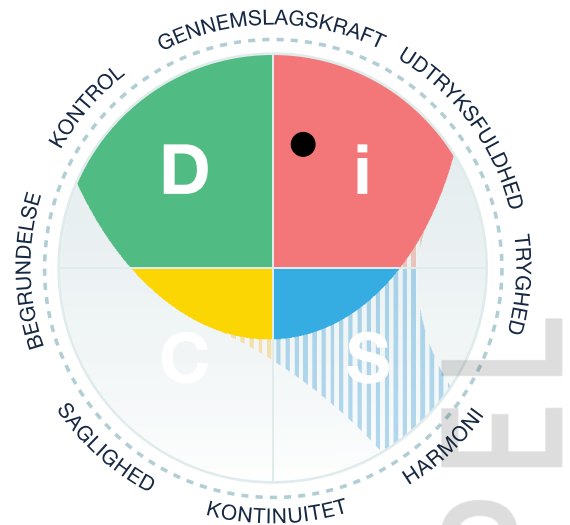 GENNEMSLAGSKRAFT
UDTRYKSFULDHED
KONTROL
D
i
BEGRUNDELSE
TRYGHED
C
S
SAGLIGHED
HARMONI
KONTINUITET